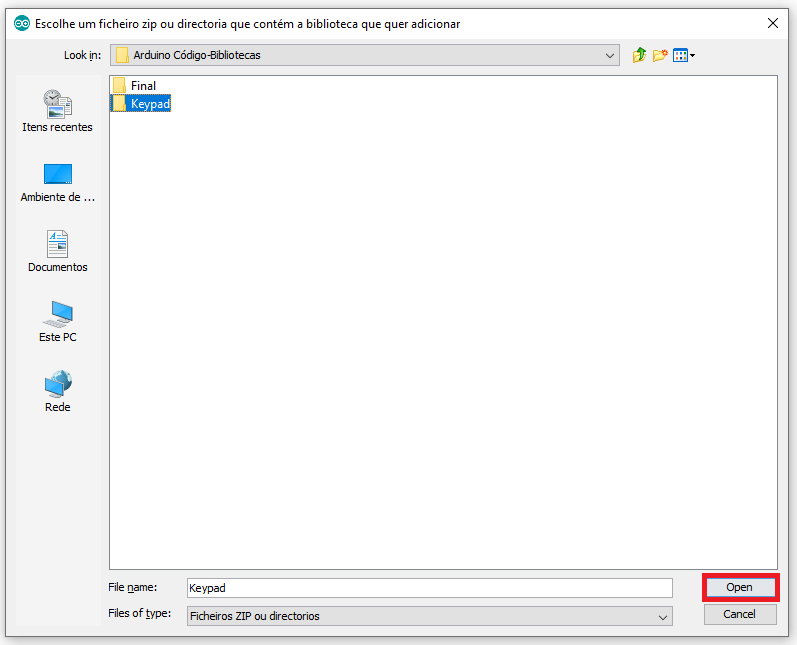 Escolhe um ficheiro zip ou directoria que contém a biblioteca que quer adicionar
Look in:
Arduino Código-Bibliotecas
Final
Keypad
Itens recentes
Ambiente de ...
Documentos
Este PC
Rede
File name:
Keypad
Open
Files of type:
Ficheiros ZIP ou directorios
Cancel